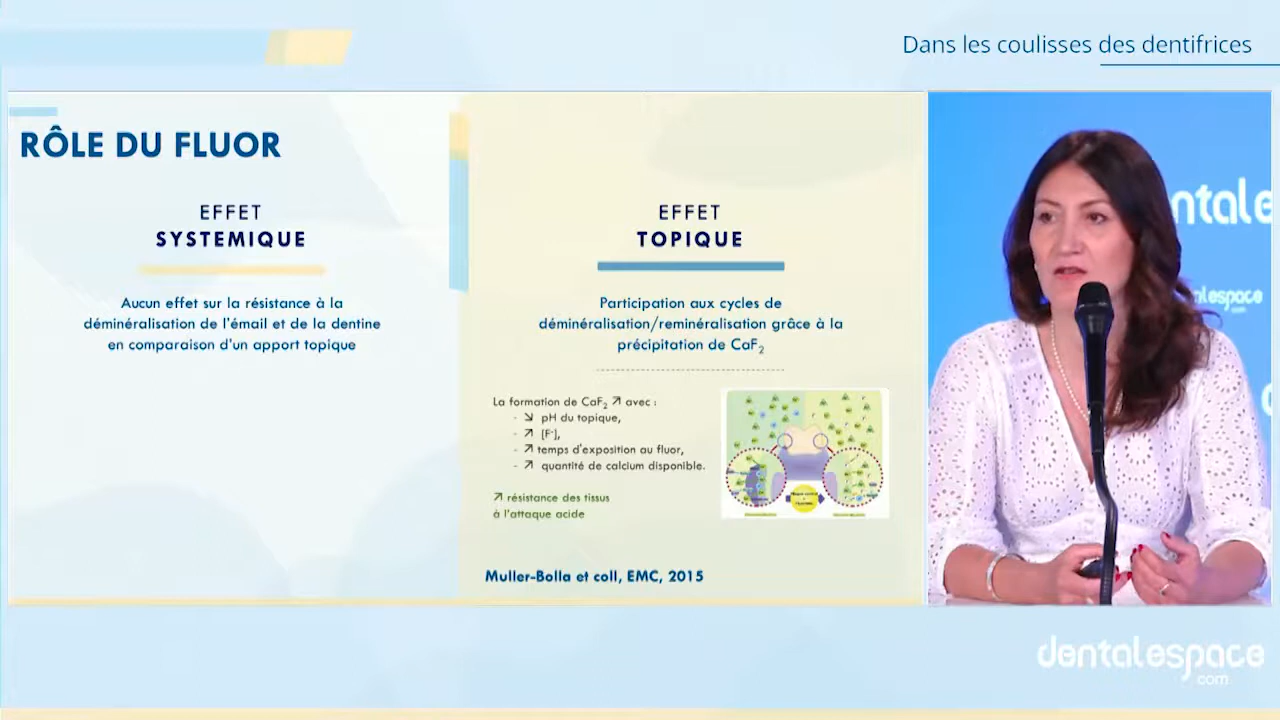 Dans les coulisses des dentifrices
RÔLE DU FLUOR
EFFET
SYSTEMIQUE
Aucun effet sur la résistance à la
déminéralisation de l'émail et de la dentine
en comparaison d'un apport topique
EFFET
TOPIQUE
Participation aux cycles de
déminéralisation/reminéralisation grâce à la
précipitation de CaF₂
La formation de CaF₂ ↗ avec :
- ↘ pH du topique,
- ↗ [F⁻],
- ↗ temps d'exposition au fluor,
- ↗ quantité de calcium disponible.
↗ résistance des tissus
à l'attaque acide
Muller-Bolla et coll, EMC, 2015
ntale
ntalespace
dentalespace
.com